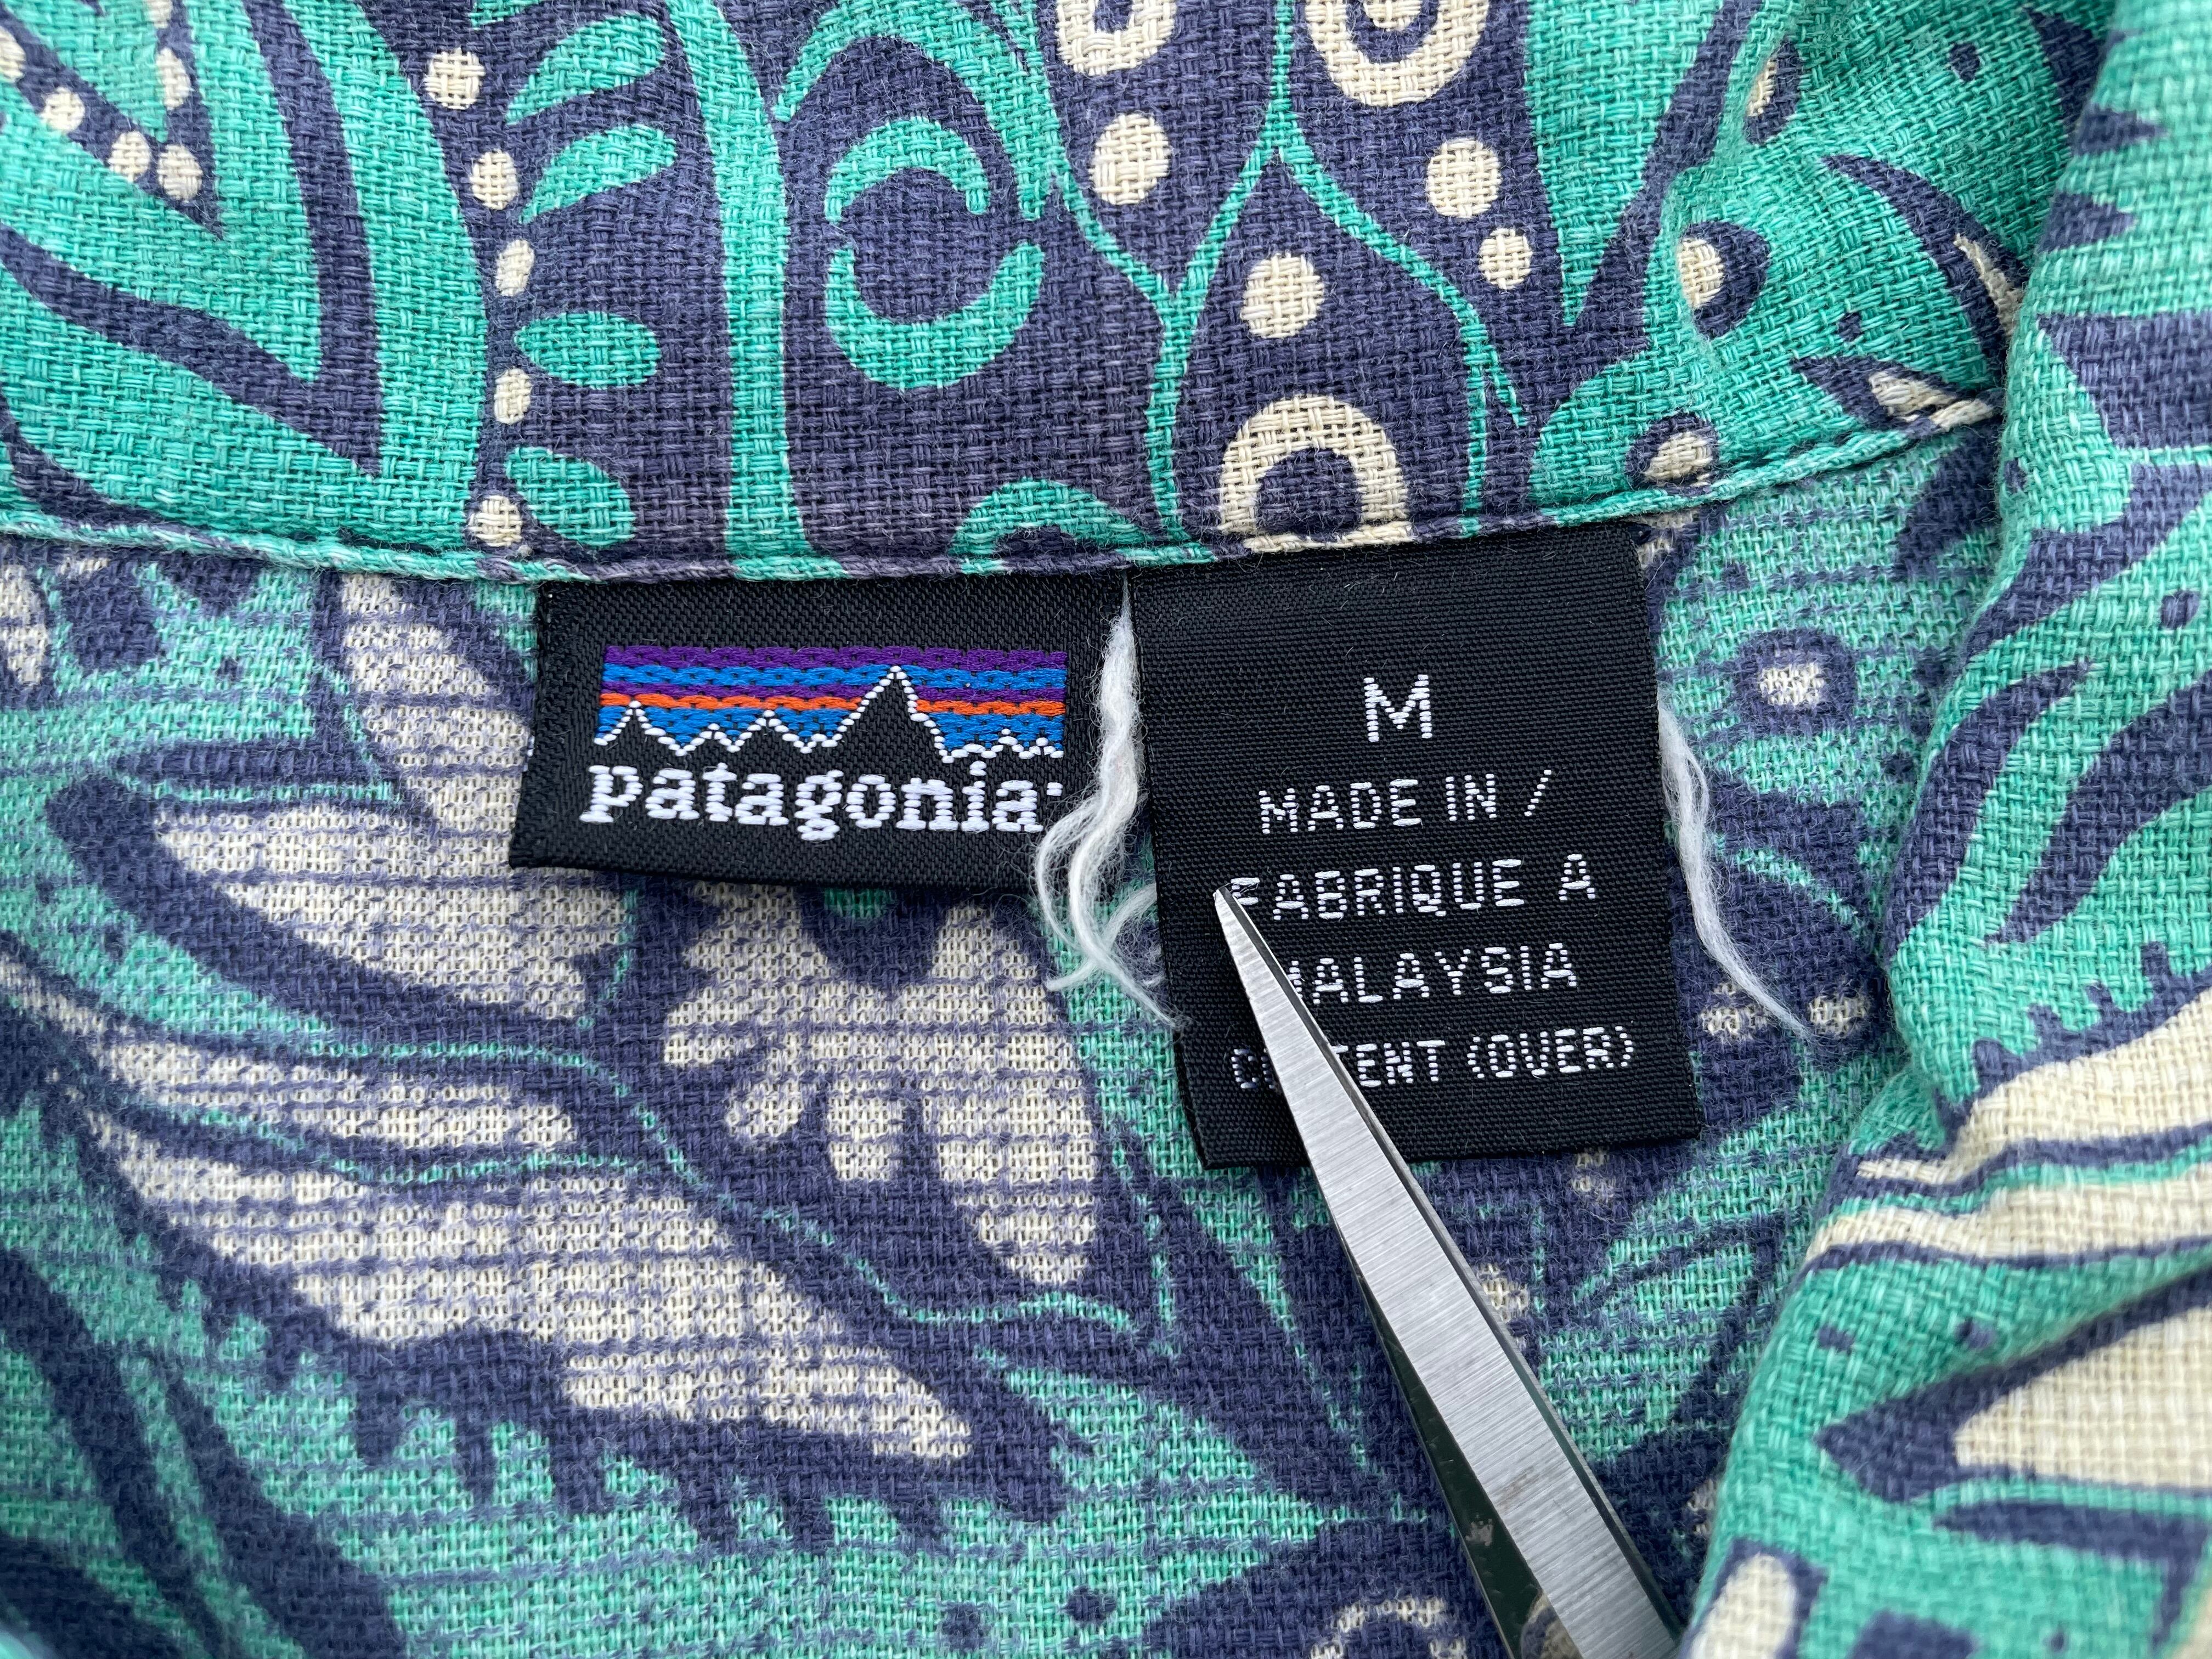 patagonia
M
MADE IN /
FABRIQUE A
MALAYSIA
CONTENT (OVER)